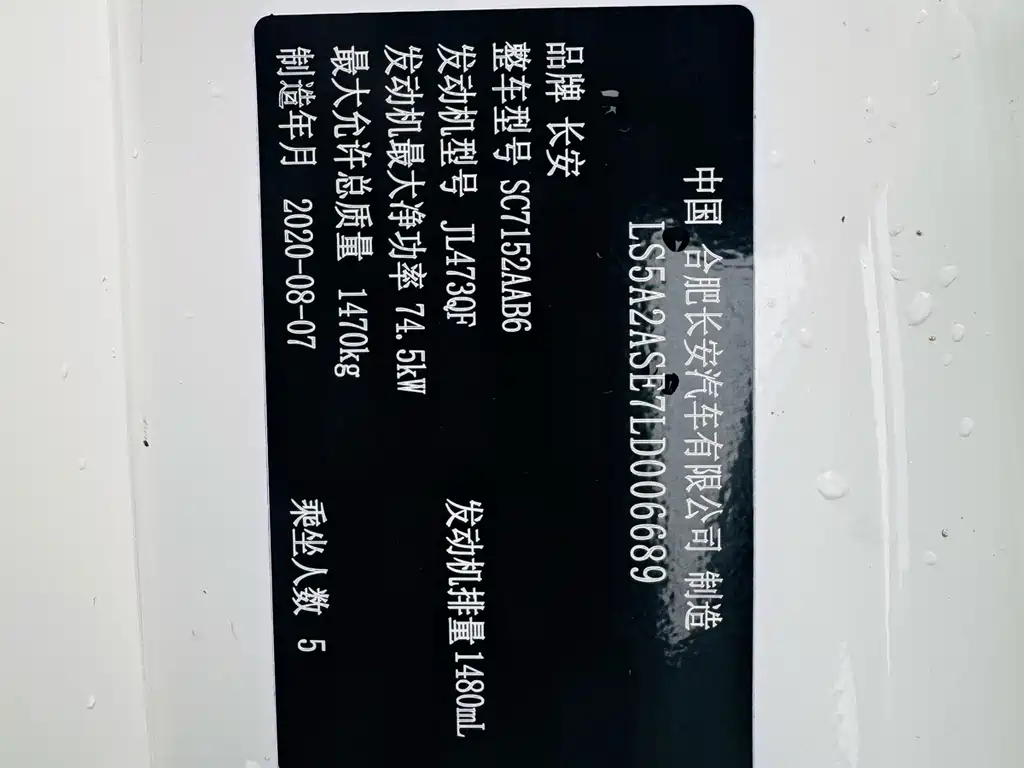 中国 合肥长安汽车有限公司 制造
LS5A2ASE7LD006689
品牌 长安
整车型号 SC7152AAB6
发动机型号 JL473QF 发动机排量 1480mL
发动机最大净功率 74.5kW
最大允许总质量 1470kg
制造年月 2020-08-07 乘坐人数 5